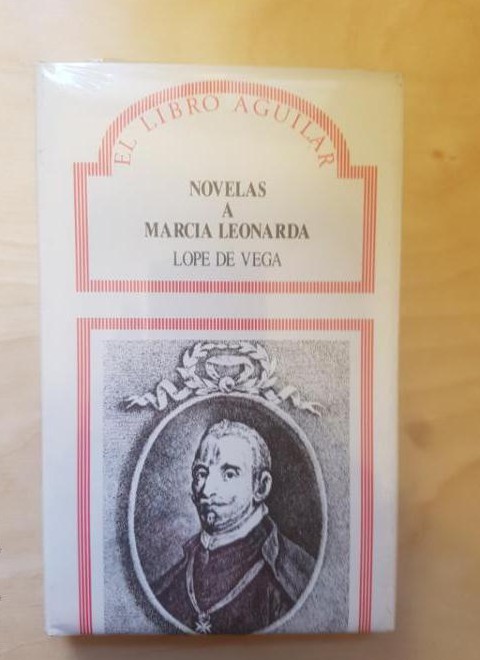 EL LIBRO AGUILAR
NOVELAS
A
MARCIA LEONARDA
LOPE DE VEGA